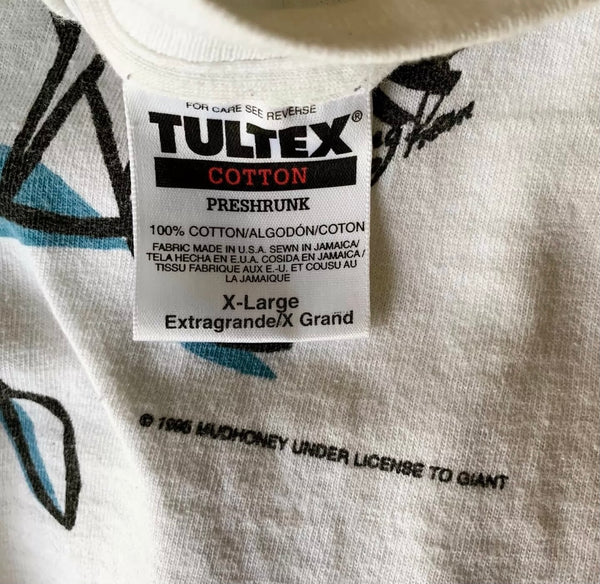 FOR CARE SEE REVERSE
TULTEX®
COTTON
PRESHRUNK
100% COTTON/ALGODÓN/COTON
FABRIC MADE IN U.S.A. SEWN IN JAMAICA/
TELA HECHA EN E.U.A. COSIDA EN JAMAICA/
TISSU FABRIQUE AUX E.-U. ET COUSU AU
LA JAMAIQUE
X-Large
Extragrande/X Grand
© 1995 MUDHONEY UNDER LICENSE TO GIANT